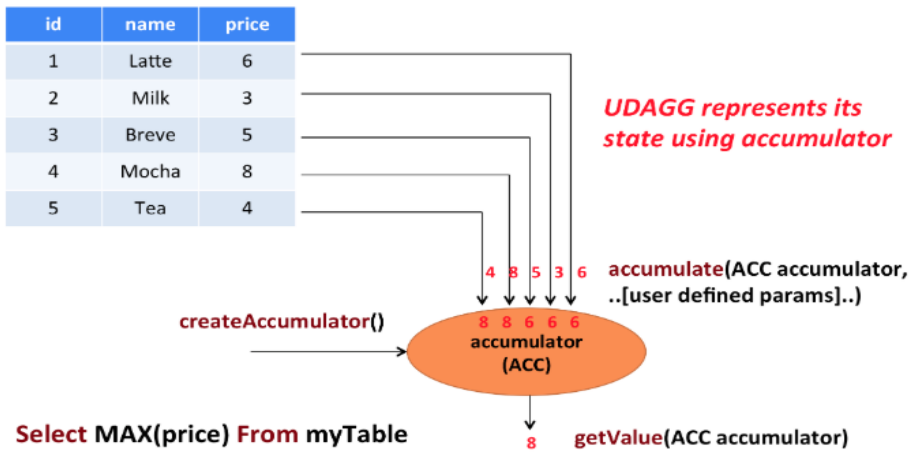 id name price
1 Latte 6
2 Milk 3
3 Breve 5
4 Mocha 8
5 Tea 4
UDAGG represents its
state using accumulator
4 8 5 3 6
accumulate(ACC accumulator,
..[user defined params]..)
createAccumulator()
8 8 6 6 6
accumulator
(ACC)
Select MAX(price) From myTable
8
getValue(ACC accumulator)